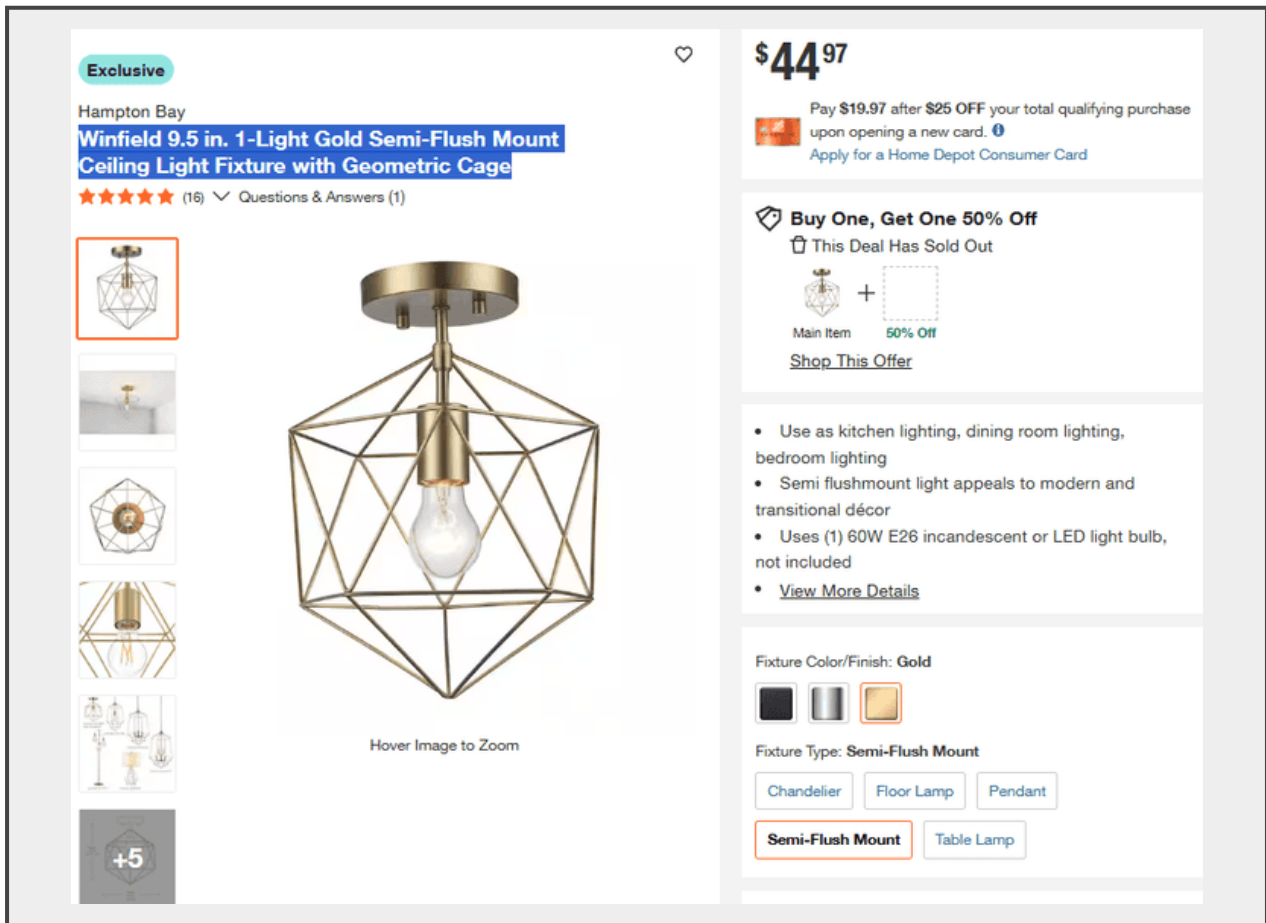 Exclusive
Hampton Bay
Winfield 9.5 in. 1-Light Gold Semi-Flush Mount
Ceiling Light Fixture with Geometric Cage
(16) Questions & Answers (1)
+5
Hover Image to Zoom
$44 97
Pay $19.97 after $25 OFF your total qualifying purchase
upon opening a new card.
Apply for a Home Depot Consumer Card
Buy One, Get One 50% Off
This Deal Has Sold Out
+
Main Item 50% Off
Shop This Offer
• Use as kitchen lighting, dining room lighting,
bedroom lighting
• Semi flushmount light appeals to modern and
transitional décor
• Uses (1) 60W E26 incandescent or LED light bulb,
not included
• View More Details
Fixture Color/Finish: Gold
Fixture Type: Semi-Flush Mount
Chandelier Floor Lamp Pendant
Semi-Flush Mount Table Lamp